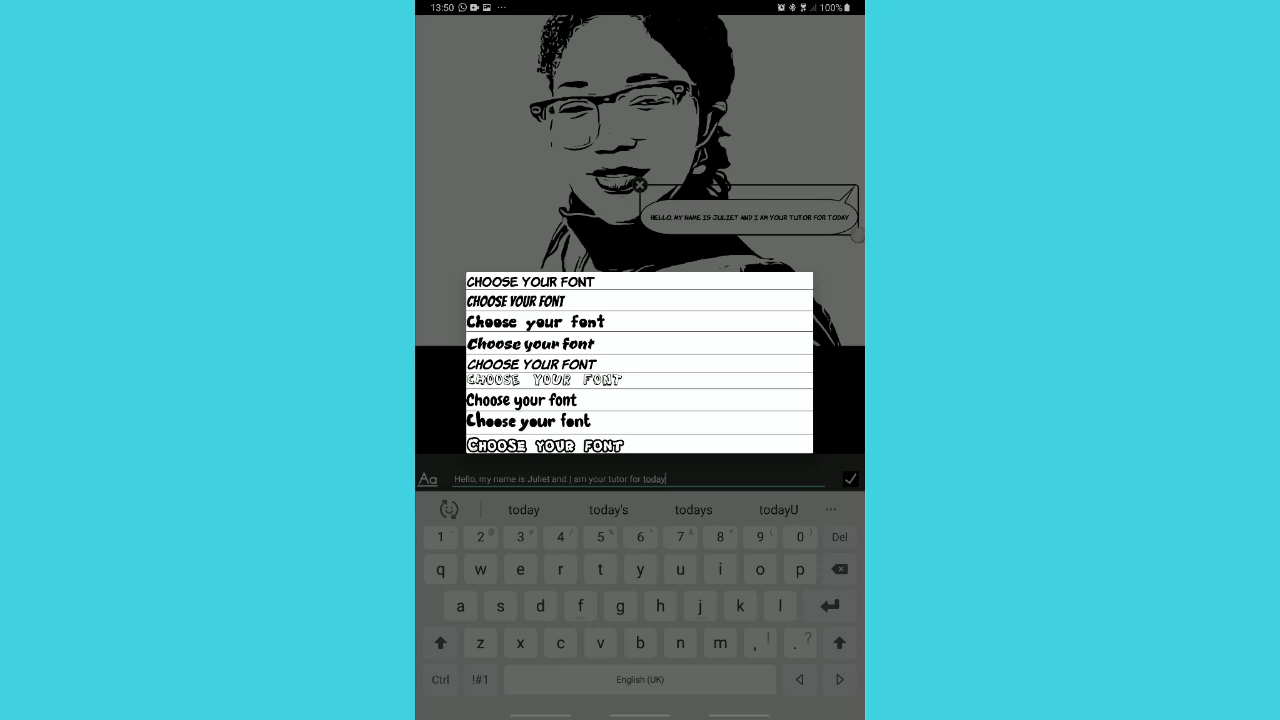 13:50 ... 100%
HELLO, MY NAME IS JULIET AND I AM YOUR TUTOR FOR TODAY
CHOOSE YOUR FONT
CHOOSE YOUR FONT
Choose your font
Choose your font
CHOOSE YOUR FONT
CHOOSE YOUR FONT
Choose your font
Choose your font
CHOOSE YOUR FONT
Aa Hello, my name is Juliet and I am your tutor for today
today today's todays todayU ...
1 2 3 4 5 6 7 8 9 0 Del
q w e r t y u i o p
a s d f g h j k l
z x c v b n m , ! . ?
Ctrl !#1 English (UK)